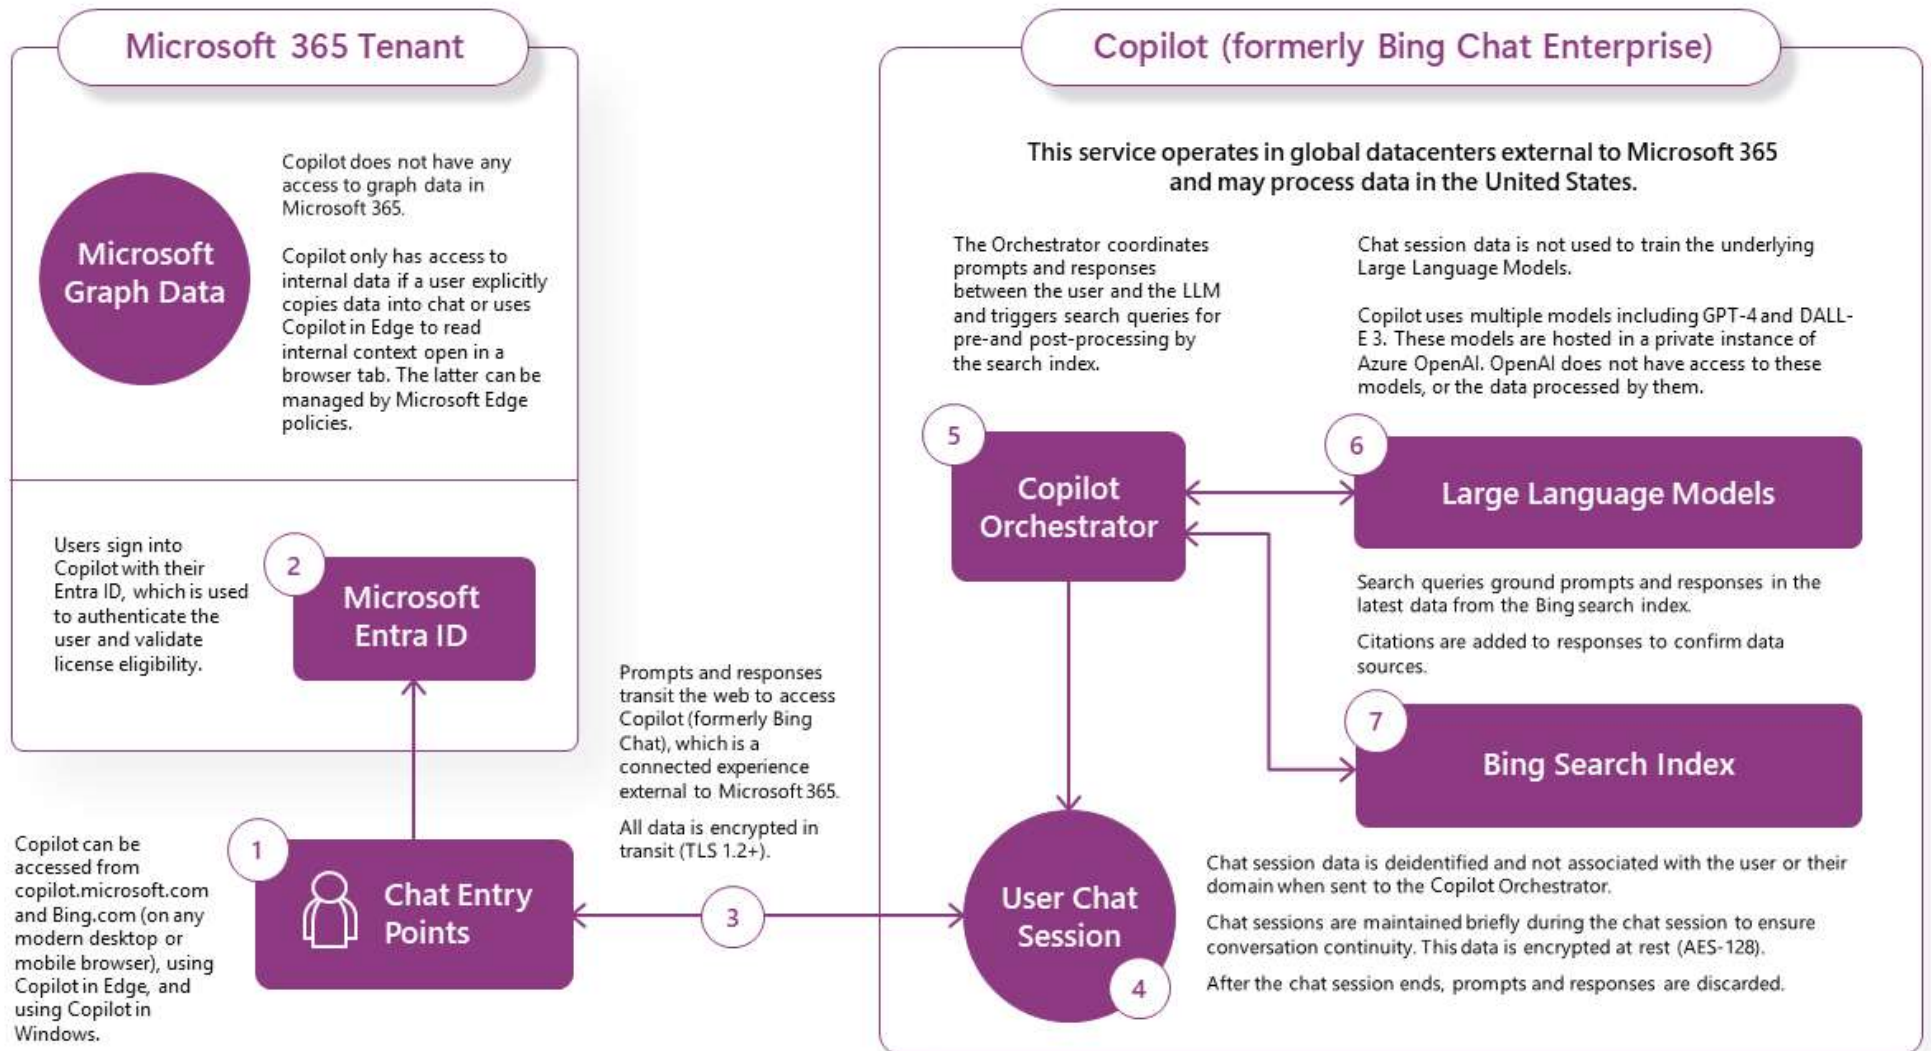 Microsoft 365 Tenant
Microsoft
Graph Data
Copilot does not have any
access to graph data in
Microsoft 365.
Copilot only has access to
internal data if a user explicitly
copies data into chat or uses
Copilot in Edge to read
internal context open in a
browser tab. The latter can be
managed by Microsoft Edge
policies.
Users sign into
Copilot with their
Entra ID, which is used
to authenticate the
user and validate
license eligibility.
2
Microsoft
Entra ID
Copilot can be
accessed from
copilot.microsoft.com
and Bing.com (on any
modern desktop or
mobile browser), using
Copilot in Edge, and
using Copilot in
Windows.
1
Chat Entry
Points
Prompts and responses
transit the web to access
Copilot (formerly Bing
Chat), which is a
connected experience
external to Microsoft 365.
All data is encrypted in
transit (TLS 1.2+).
3
Copilot (formerly Bing Chat Enterprise)
This service operates in global datacenters external to Microsoft 365
and may process data in the United States.
The Orchestrator coordinates
prompts and responses
between the user and the LLM
and triggers search queries for
pre-and post-processing by
the search index.
5
Copilot
Orchestrator
Chat session data is not used to train the underlying
Large Language Models.
Copilot uses multiple models including GPT-4 and DALL-
E 3. These models are hosted in a private instance of
Azure OpenAI. OpenAI does not have access to these
models, or the data processed by them.
6
Large Language Models
Search queries ground prompts and responses in the
latest data from the Bing search index.
Citations are added to responses to confirm data
sources.
7
Bing Search Index
User Chat
Session
4
Chat session data is deidentified and not associated with the user or their
domain when sent to the Copilot Orchestrator.
Chat sessions are maintained briefly during the chat session to ensure
conversation continuity. This data is encrypted at rest (AES-128).
After the chat session ends, prompts and responses are discarded.